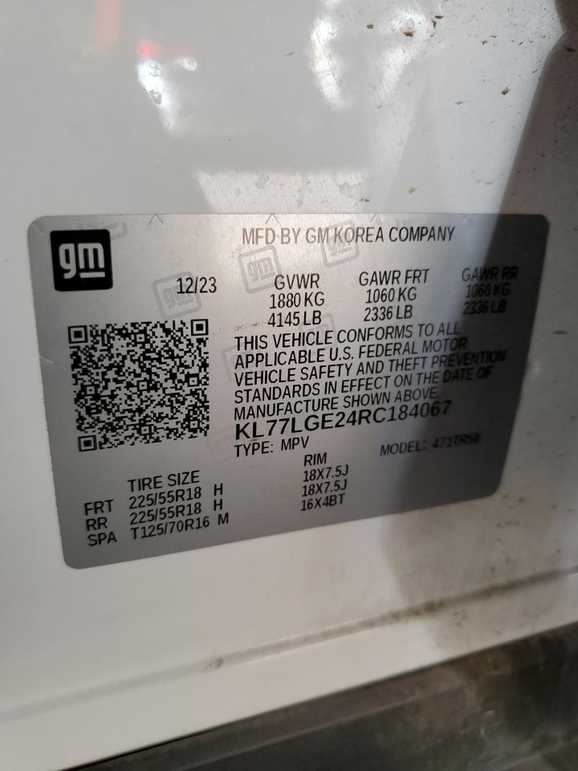 gm
MFD BY GM KOREA COMPANY
12/23 GVWR GAWR FRT GAWR RR
1880 KG 1060 KG 1060 KG
4145 LB 2336 LB 2336 LB
THIS VEHICLE CONFORMS TO ALL
APPLICABLE U.S. FEDERAL MOTOR
VEHICLE SAFETY AND THEFT PREVENTION
STANDARDS IN EFFECT ON THE DATE OF
MANUFACTURE SHOWN ABOVE.
KL77LGE24RC184067
TYPE: MPV MODEL:
TIRE SIZE RIM
FRT 225/55R18 H 18X7.5J
RR 225/55R18 H 18X7.5J
SPA T125/70R16 M 16X4BT